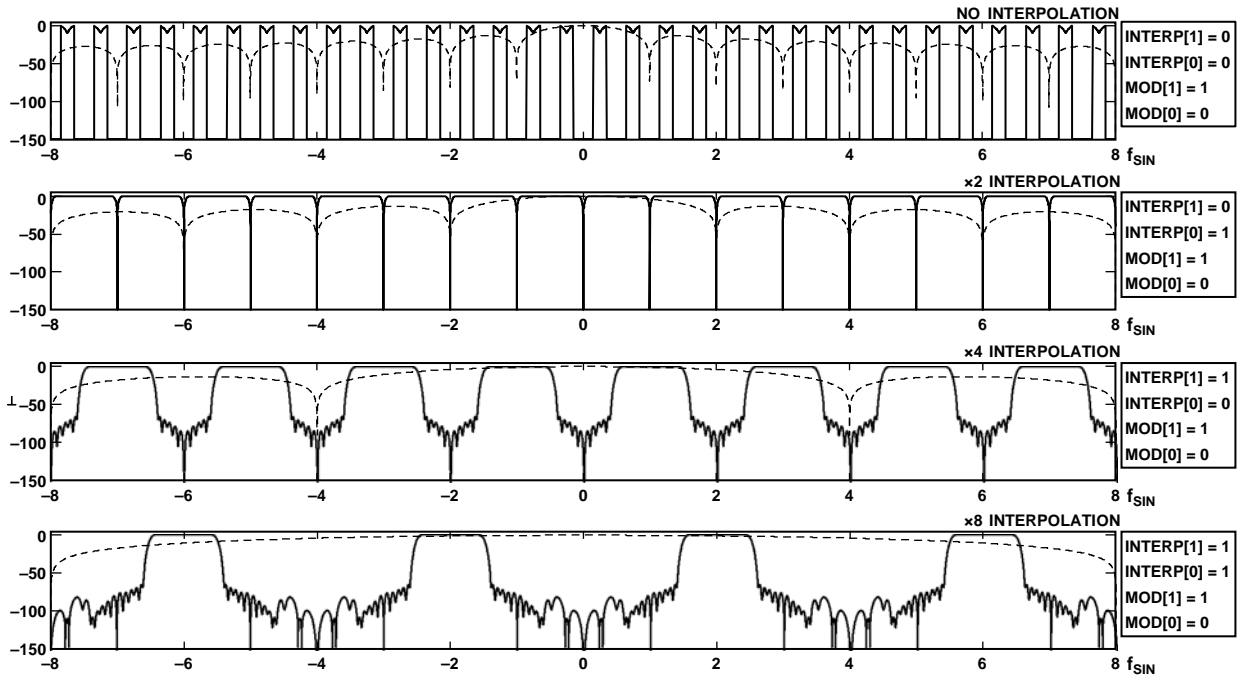 NO INTERPOLATION
0
−50
−100
−150
−8 −6 −4 −2 0 2 4 6 8 fSIN
INTERP[1] = 0
INTERP[0] = 0
MOD[1] = 1
MOD[0] = 0
×2 INTERPOLATION
0
−50
−100
−150
−8 −6 −4 −2 0 2 4 6 8 fSIN
INTERP[1] = 0
INTERP[0] = 1
MOD[1] = 1
MOD[0] = 0
×4 INTERPOLATION
0
−50
−100
−150
−8 −6 −4 −2 0 2 4 6 8 fSIN
INTERP[1] = 1
INTERP[0] = 0
MOD[1] = 1
MOD[0] = 0
×8 INTERPOLATION
0
−50
−100
−150
−8 −6 −4 −2 0 2 4 6 8 fSIN
INTERP[1] = 1
INTERP[0] = 1
MOD[1] = 1
MOD[0] = 0